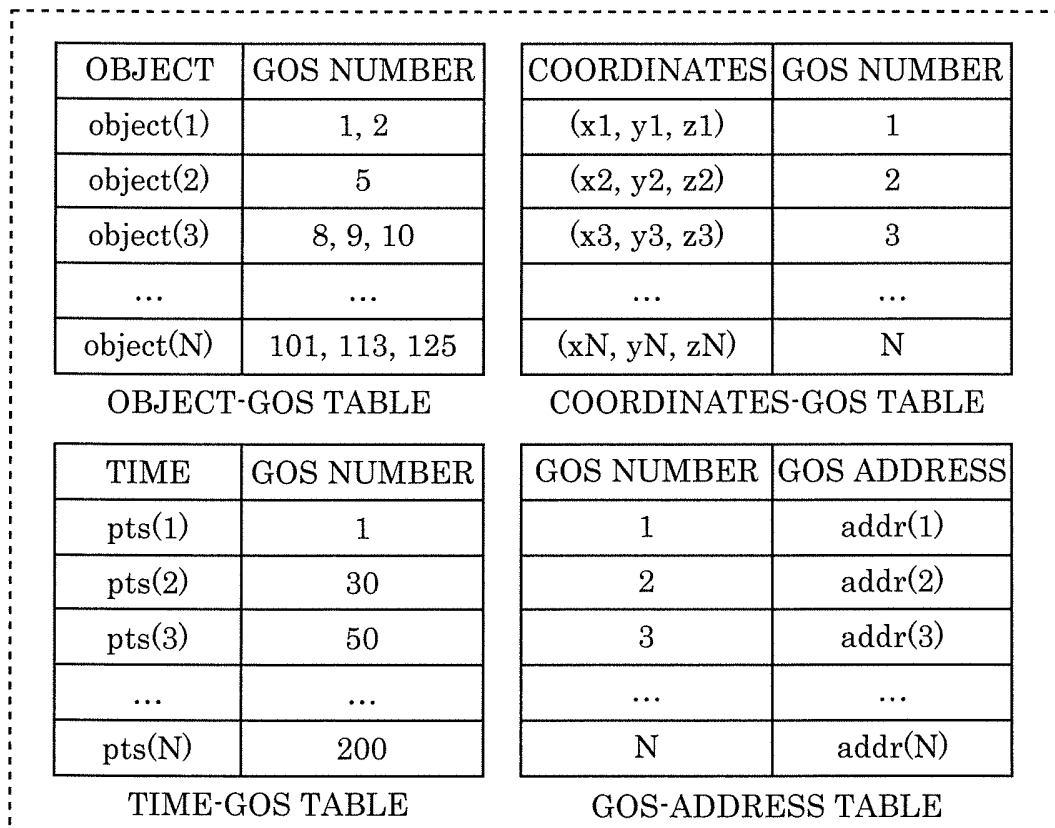 OBJECT GOS NUMBER
object(1) 1, 2
object(2) 5
object(3) 8, 9, 10
... ...
object(N) 101, 113, 125
OBJECT-GOS TABLE
COORDINATES GOS NUMBER
(x1, y1, z1) 1
(x2, y2, z2) 2
(x3, y3, z3) 3
... ...
(xN, yN, zN) N
COORDINATES-GOS TABLE
TIME GOS NUMBER
pts(1) 1
pts(2) 30
pts(3) 50
... ...
pts(N) 200
TIME-GOS TABLE
GOS NUMBER GOS ADDRESS
1 addr(1)
2 addr(2)
3 addr(3)
... ...
N addr(N)
GOS-ADDRESS TABLE